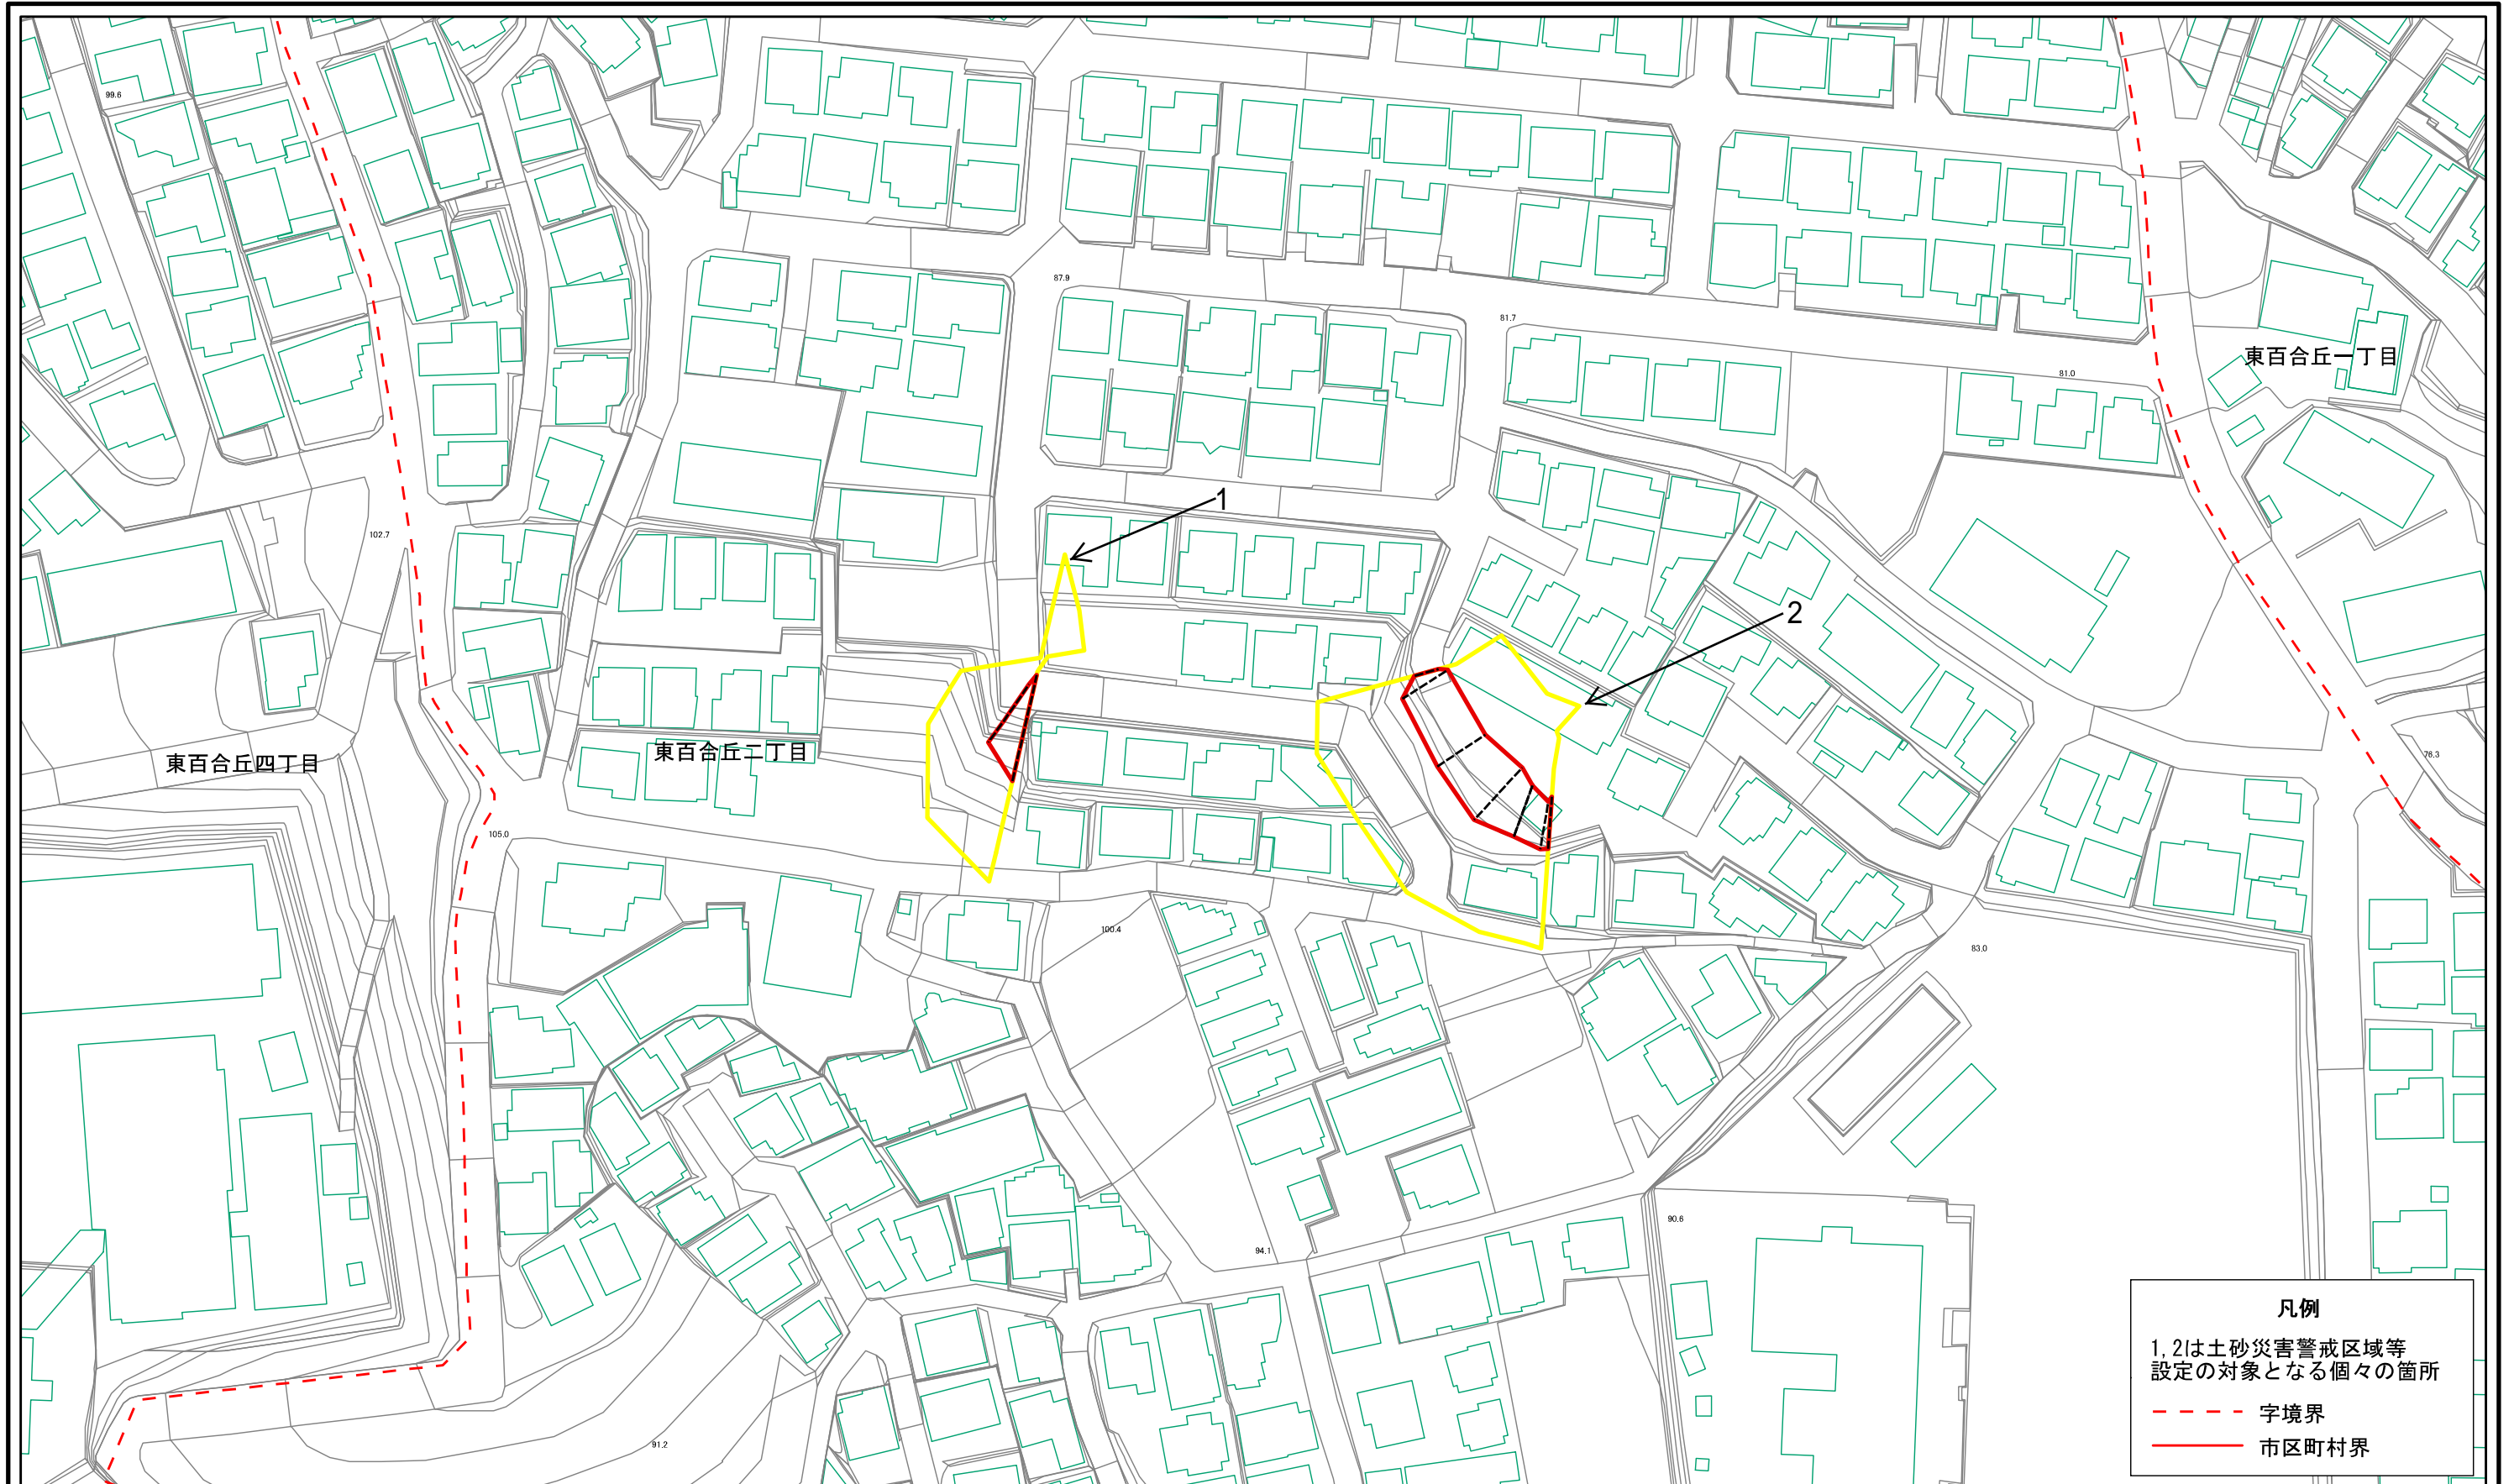 99.6
87.9
81.7
東百合丘一丁目
81.0
1
102.7
2
東百合丘四丁目
東百合丘二丁目
76.3
105.0
100.4
83.0
90.6
94.1
91.2
凡例
1,2は土砂災害警戒区域等
設定の対象となる個々の箇所
字境界
市区町村界